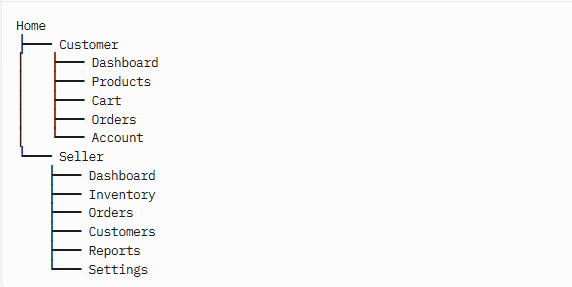 Home
Customer
Dashboard
Products
Cart
Orders
Account
Seller
Dashboard
Inventory
Orders
Customers
Reports
Settings